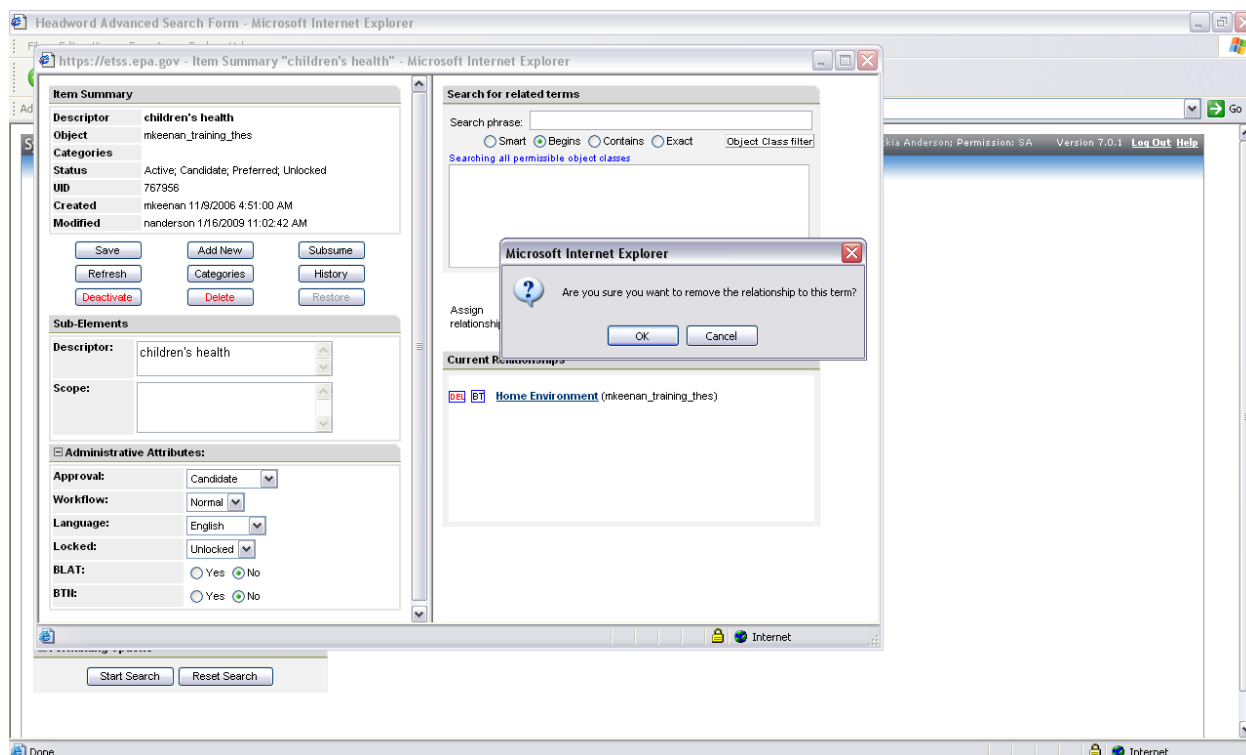 Headword Advanced Search Form - Microsoft Internet Explorer
https://etss.epa.gov - Item Summary "children's health" - Microsoft Internet Explorer
Go
kia Anderson; Permission: SA Version 7.0.1 Log Out Help
Item Summary
Descriptor children's health
Object mkeenan_training_thes
Categories
Status Active; Candidate; Preferred; Unlocked
UID 767956
Created mkeenan 11/9/2006 4:51:00 AM
Modified nanderson 1/16/2009 11:02:42 AM
Save Add New Subsume
Refresh Categories History
Deactivate Delete Restore
Sub-Elements
Descriptor: children's health
Scope:
Administrative Attributes:
Approval: Candidate
Workflow: Normal
Language: English
Locked: Unlocked
BLAT: Yes No
BTII: Yes No
Search for related terms
Search phrase:
Smart Begins Contains Exact Object Class filter
Searching all permissible object classes
Microsoft Internet Explorer
Are you sure you want to remove the relationship to this term?
OK Cancel
Assign
relationship
Current Relationships
DEL BT Home Environment (mkeenan_training_thes)
Internet
Start Search Reset Search
Done Internet